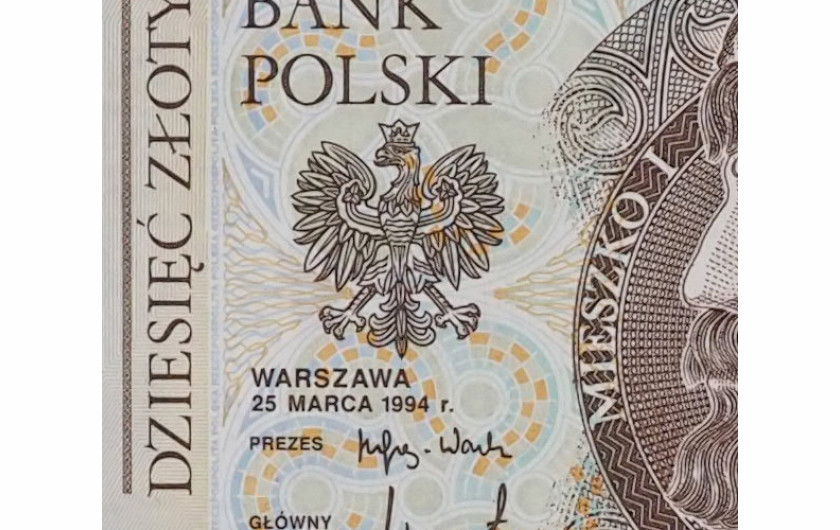 BANK
POLSKI
DZIESIĘĆ ZŁOTY
MIESZKO I
WARSZAWA
25 MARCA 1994 r.
PREZES
GŁÓWNY